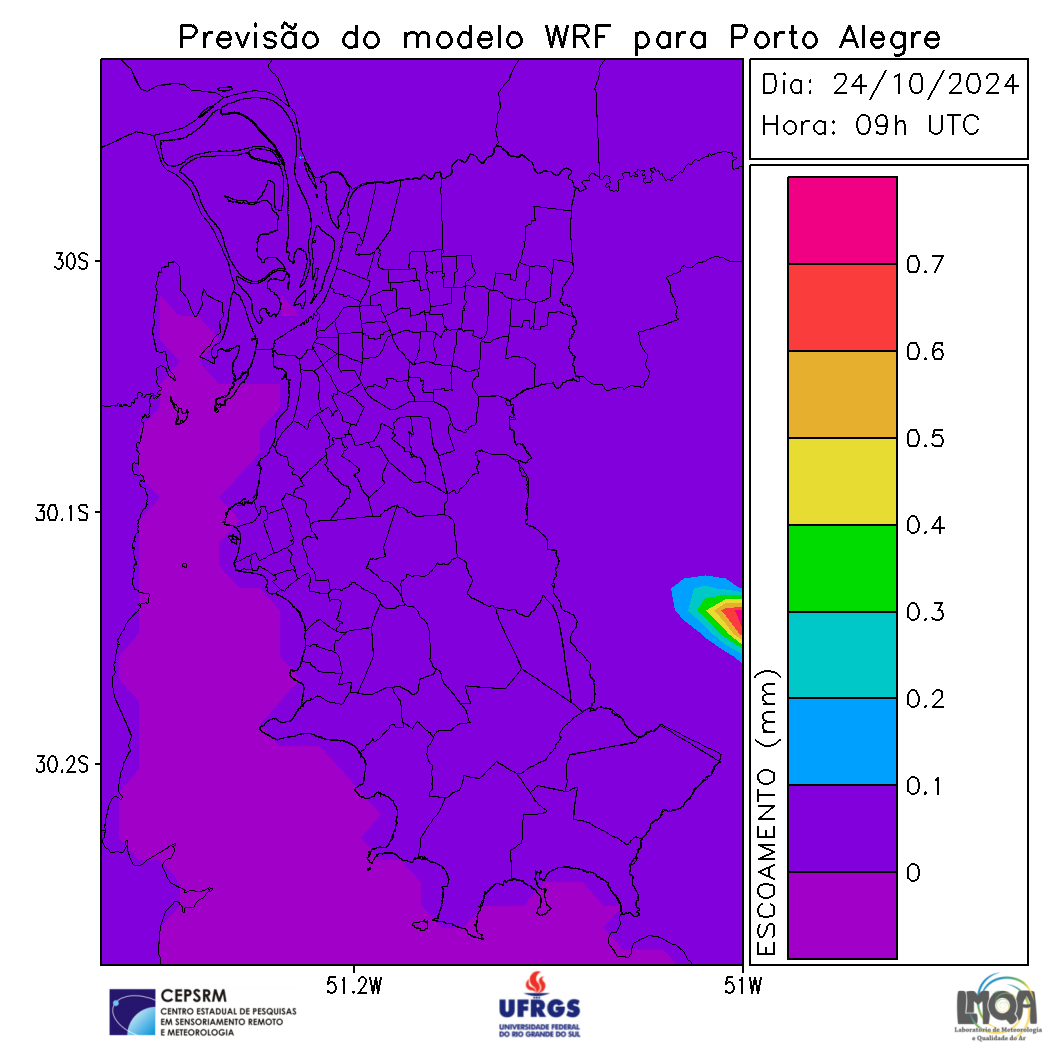 Previsão do modelo WRF para Porto Alegre
Dia: 24/10/2024
Hora: 09h UTC
30S
30.1S
30.2S
51.2W
51W
0.7
0.6
0.5
0.4
0.3
0.2
0.1
0
ESCOAMENTO (mm)
CEPSRM
CENTRO ESTADUAL DE PESQUISAS
EM SENSORIAMENTO REMOTO
E METEOROLOGIA
UFRGS
UNIVERSIDADE FEDERAL
DO RIO GRANDE DO SUL
LMQA
Laboratório de Meteorologia
e Qualidade do Ar